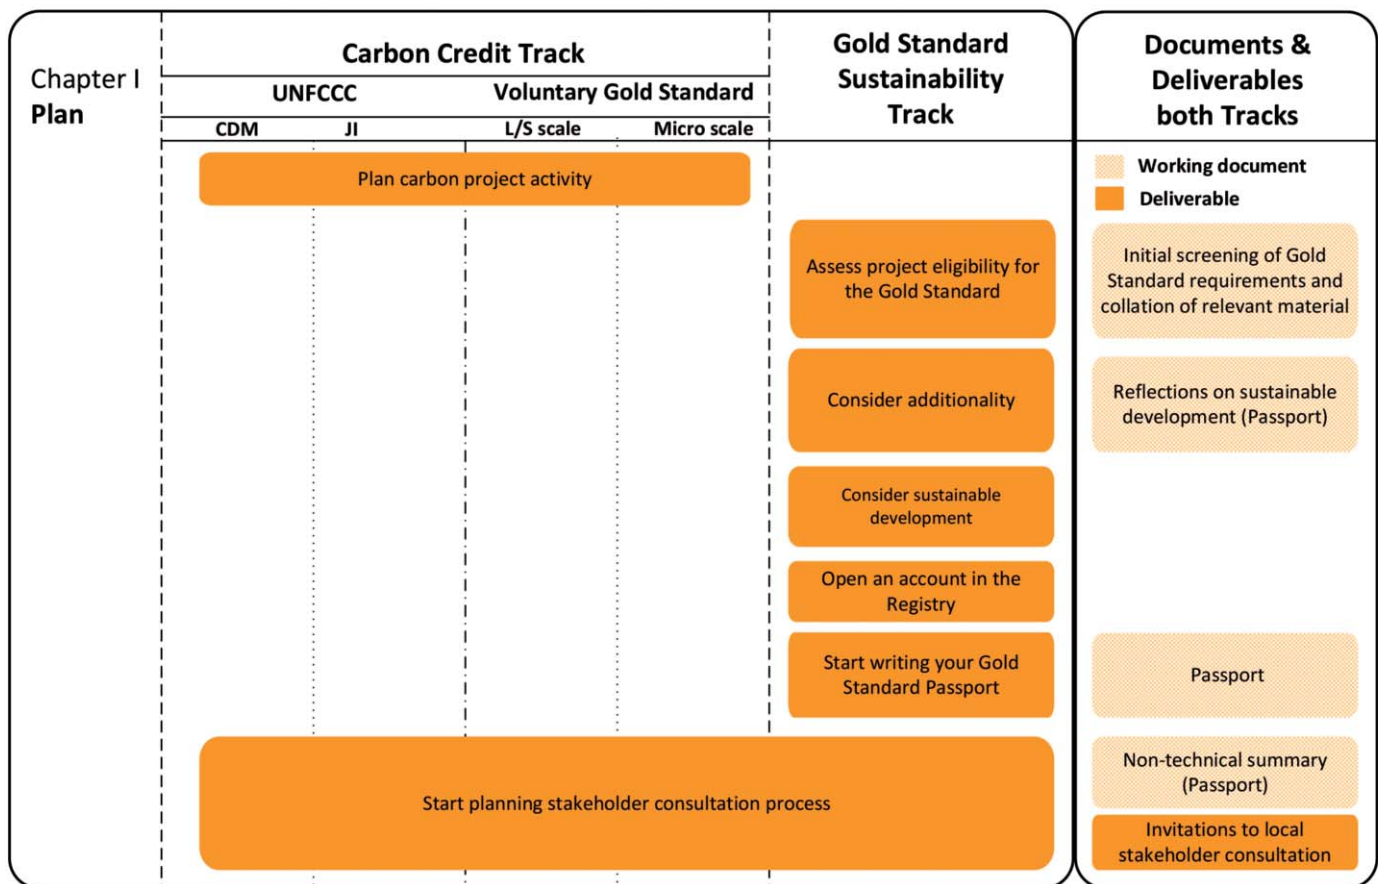 Chapter I
Plan
Carbon Credit Track
UNFCCC
Voluntary Gold Standard
CDM
JI
L/S scale
Micro scale
Gold Standard
Sustainability
Track
Documents &
Deliverables
both Tracks
Working document
Deliverable
Plan carbon project activity
Assess project eligibility for
the Gold Standard
Initial screening of Gold
Standard requirements and
collation of relevant material
Consider additionality
Reflections on sustainable
development (Passport)
Consider sustainable
development
Open an account in the
Registry
Start writing your Gold
Standard Passport
Passport
Start planning stakeholder consultation process
Non-technical summary
(Passport)
Invitations to local
stakeholder consultation